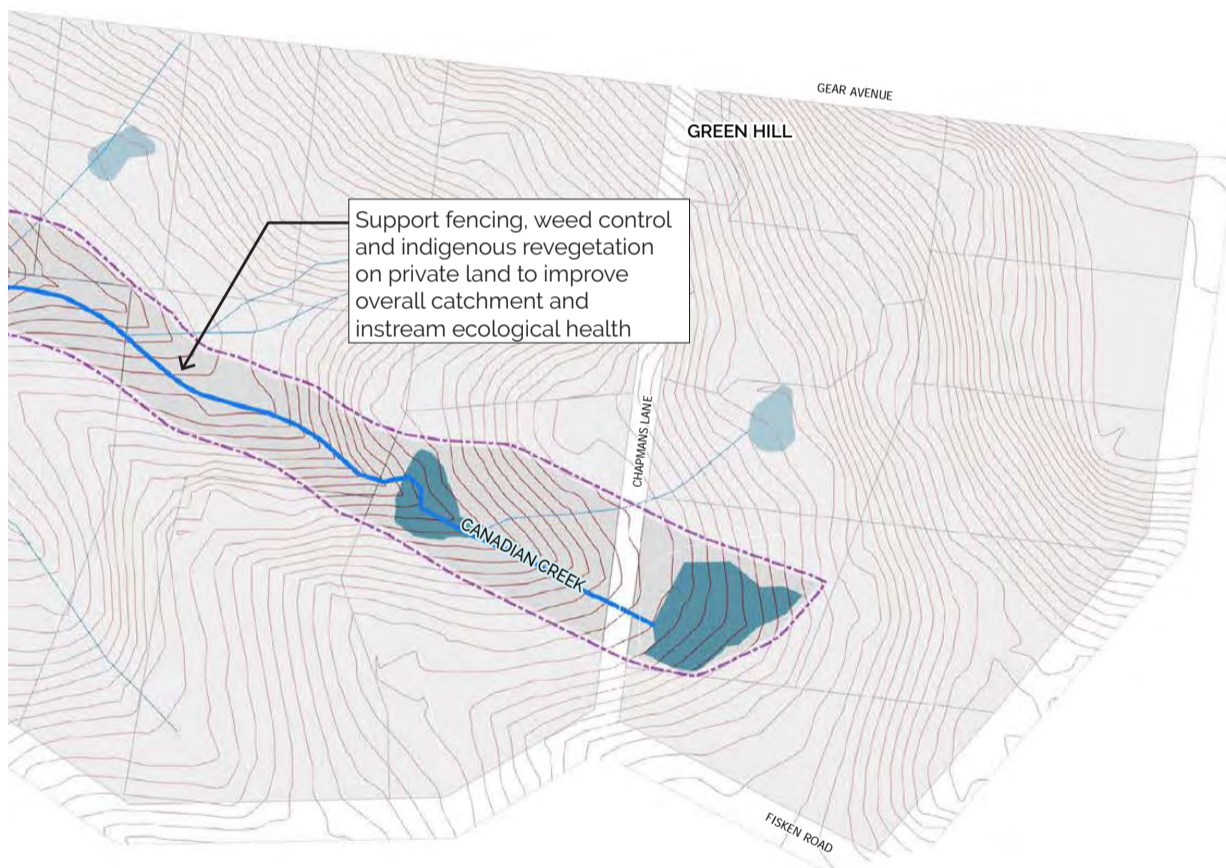 GEAR AVENUE
GREEN HILL
Support fencing, weed control
and indigenous revegetation
on private land to improve
overall catchment and
instream ecological health
CHAPMANS LANE
CANADIAN CREEK
FISKEN ROAD